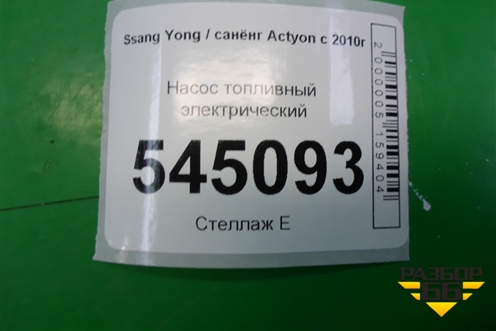 Ssang Yong / санёнг Actyon с 2010г
Насос топливный
электрический
545093
Стеллаж Е
2000005159404
РАЗБОР
66